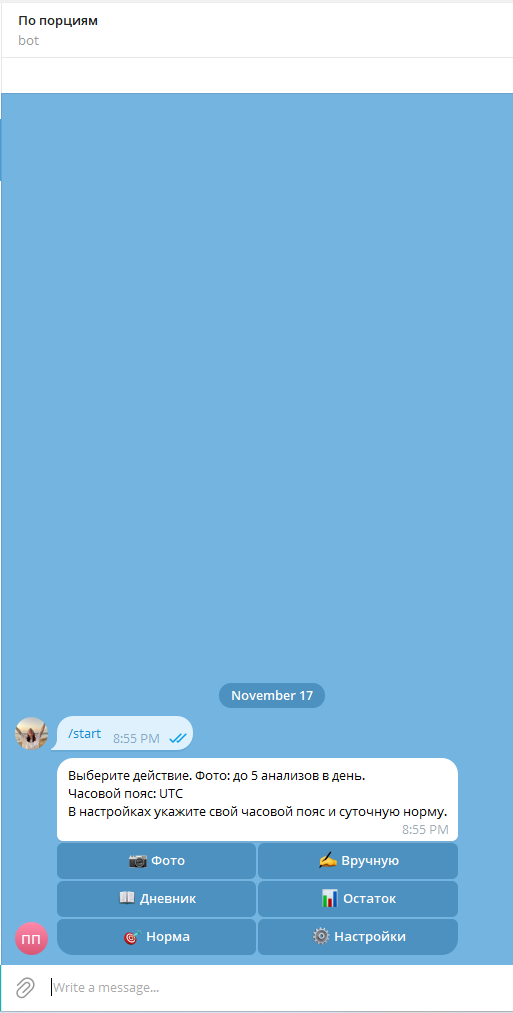 По порциям
bot
November 17
/start 8:55 PM
Выберите действие. Фото: до 5 анализов в день.
Часовой пояс: UTC
В настройках укажите свой часовой пояс и суточную норму.
8:55 PM
Фото
Вручную
Дневник
Остаток
Норма
Настройки
ПП
Write a message...